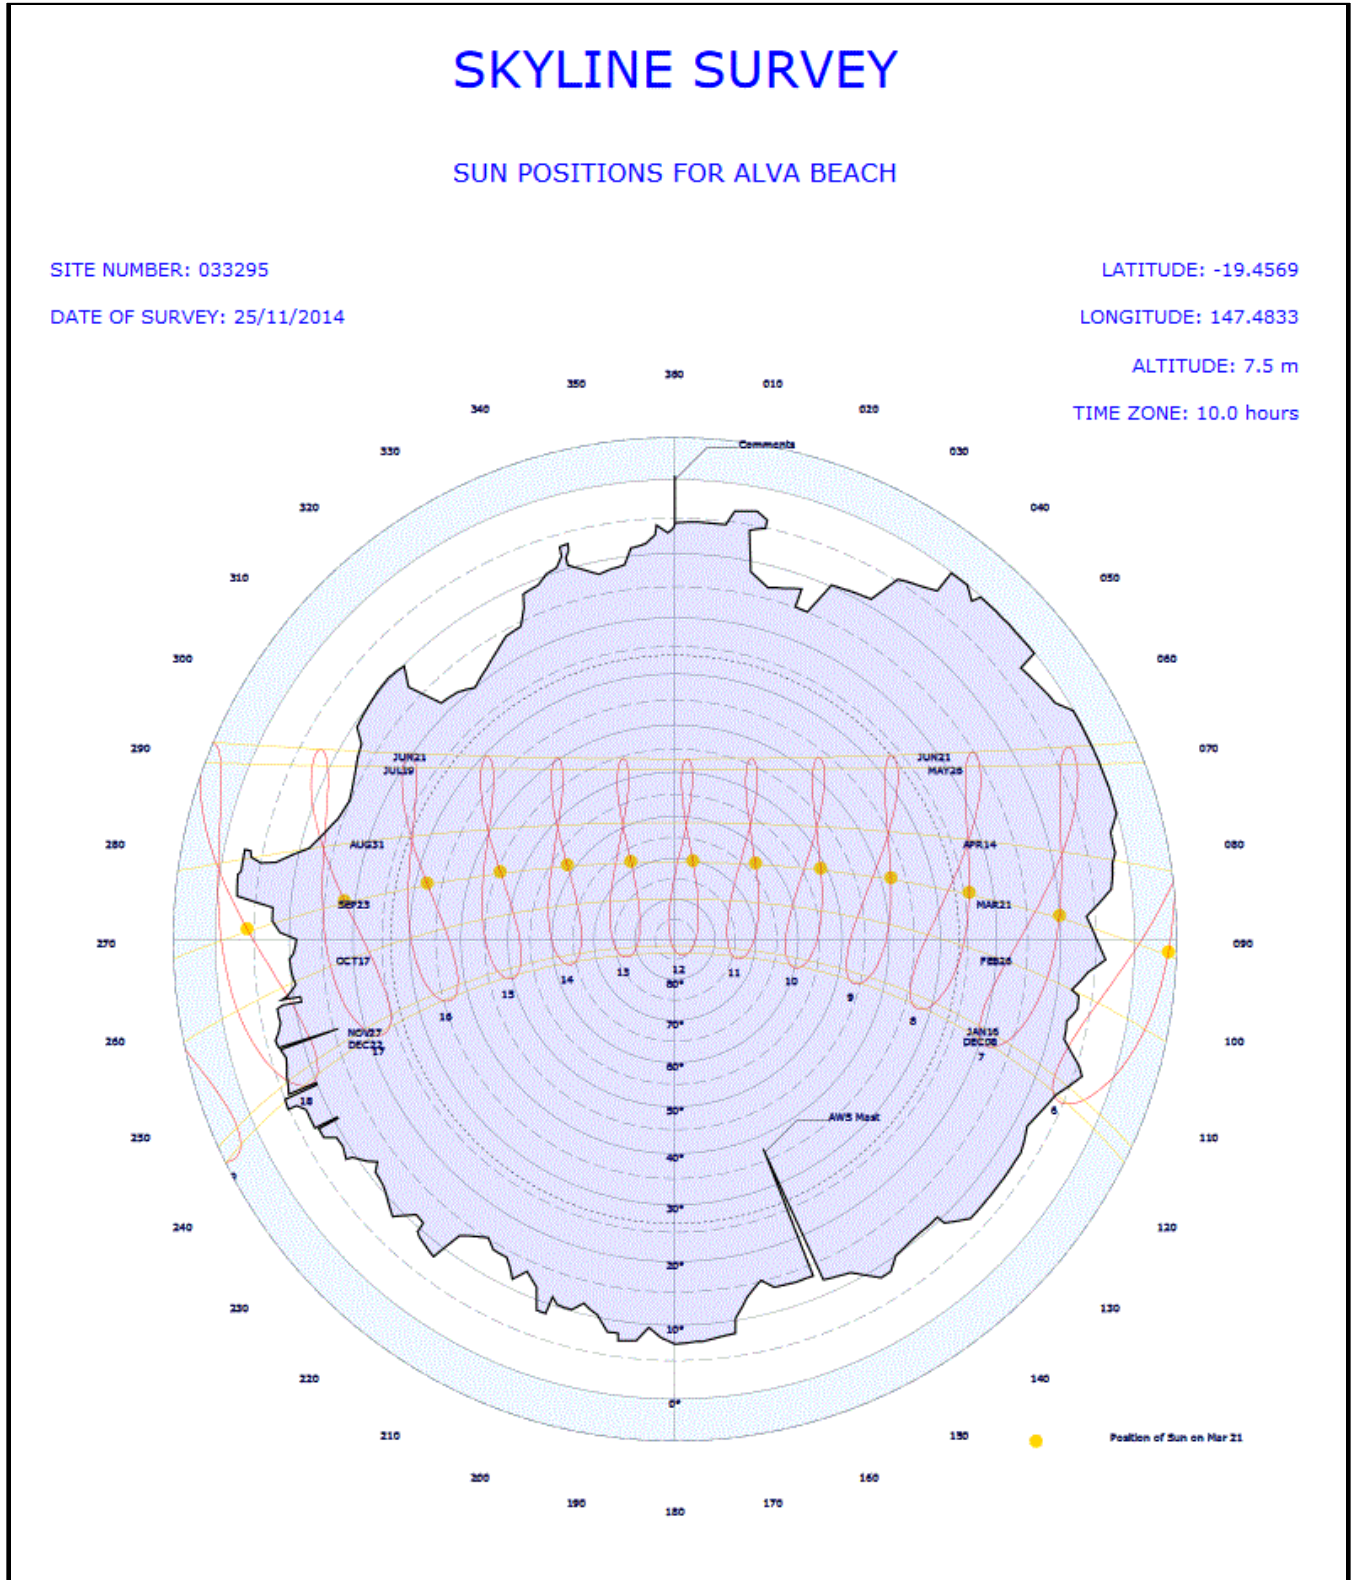 SKYLINE SURVEY
SUN POSITIONS FOR ALVA BEACH
SITE NUMBER: 033295
LATITUDE: -19.4569
DATE OF SURVEY: 25/11/2014
LONGITUDE: 147.4833
ALTITUDE: 7.5 m
TIME ZONE: 10.0 hours
360
350
010
340
020
Comments
330
030
320
040
310
050
300
060
290
070
JUN21
JUN21
JUL19
MAY26
280
AUG31
APR14
080
SEP23
MAR21
270
090
OCT17
FEB26
12
13
11
14
10
15
9
16
8
80°
70°
NOV27
JAN16
260
DEC22
DEC08
100
17
7
60°
18
6
50°
AWS Mast
250
110
40°
30°
240
120
20°
230
130
10°
220
140
0°
210
150
Position of Sun on Mar 21
200
160
190
170
180